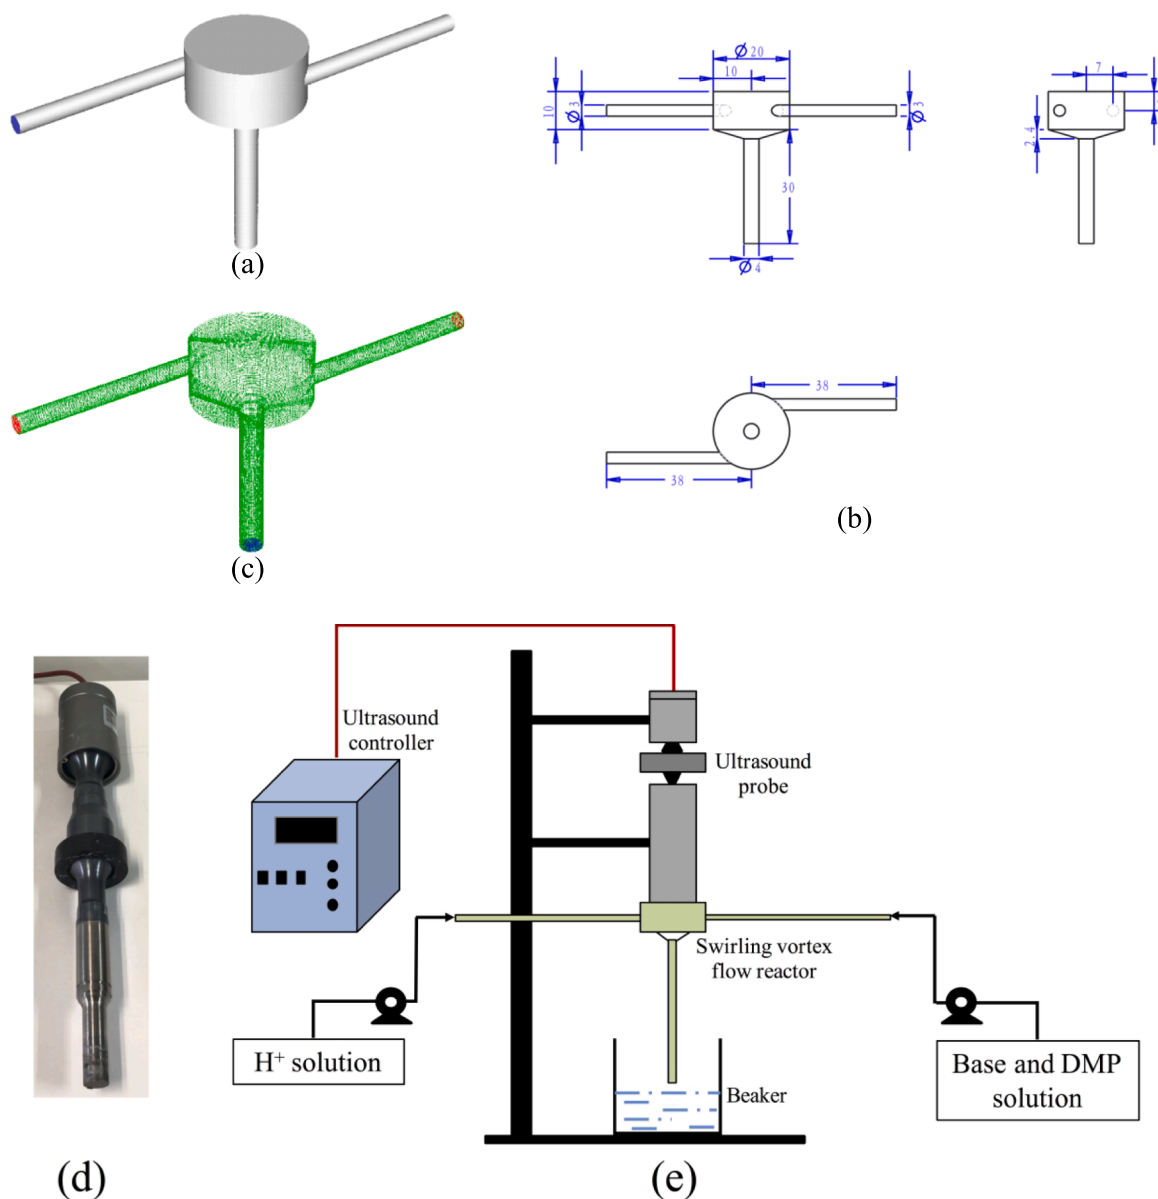 Ø20
10
10
Ø3
Ø3
30
Ø4
7
2.4
(a)
38
38
(b)
(c)
Ultrasound
controller
Ultrasound
probe
Swirling vortex
flow reactor
H⁺ solution
Base and DMP
solution
Beaker
(d)
(e)